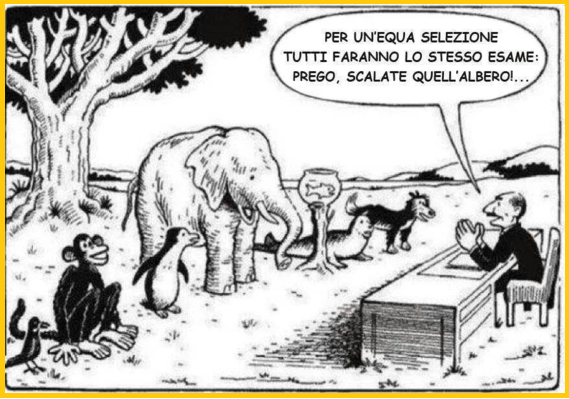 PER UN'EQUA SELEZIONE
TUTTI FARANNO LO STESSO ESAME:
PREGO, SCALATE QUELL'ALBERO!...